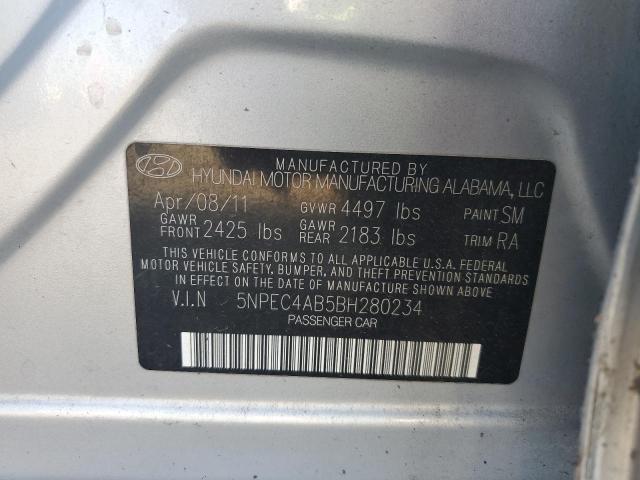 MANUFACTURED BY
HYUNDAI MOTOR MANUFACTURING ALABAMA, LLC
Apr/08/11 GVWR 4497 lbs PAINT SM
GAWR FRONT 2425 lbs GAWR REAR 2183 lbs TRIM RA
THIS VEHICLE CONFORMS TO ALL APPLICABLE U.S.A. FEDERAL
MOTOR VEHICLE SAFETY, BUMPER, AND THEFT PREVENTION STANDARDS
IN EFFECT ON THE DATE OF MANUFACTURE SHOWN ABOVE
V.I.N 5NPEC4AB5BH280234
PASSENGER CAR